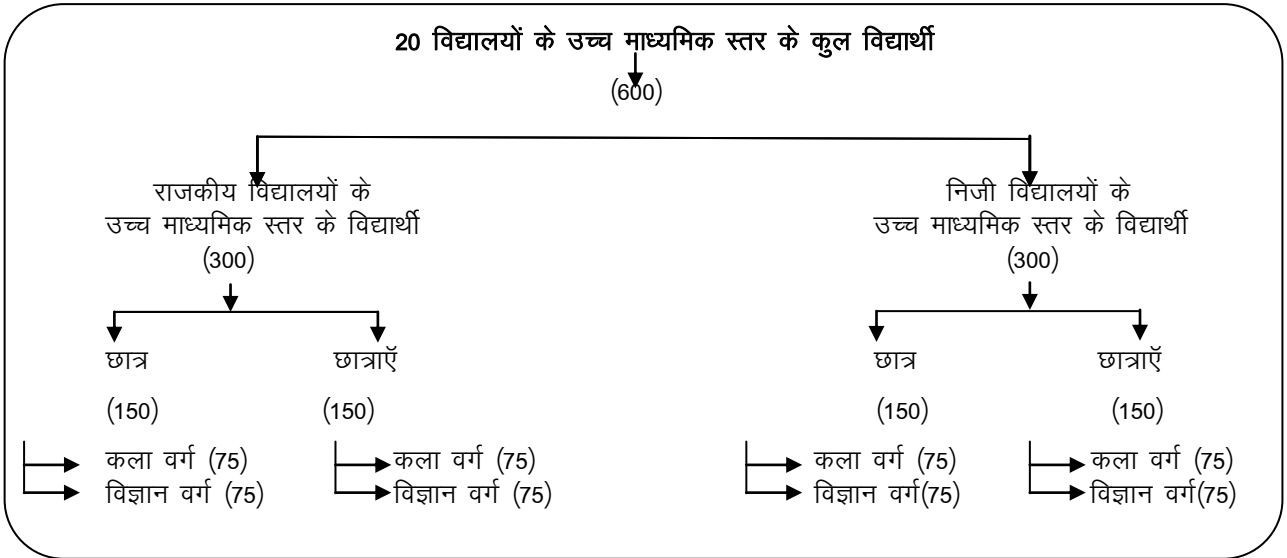 20 विद्यालयों के उच्च माध्यमिक स्तर के कुल विद्यार्थी
(600)
राजकीय विद्यालयों के
उच्च माध्यमिक स्तर के विद्यार्थी
(300)
निजी विद्यालयों के
उच्च माध्यमिक स्तर के विद्यार्थी
(300)
छात्र
छात्राऍ
छात्र
छात्राऍ
(150)
(150)
(150)
(150)
कला वर्ग (75)
विज्ञान वर्ग (75)
कला वर्ग (75)
विज्ञान वर्ग (75)
कला वर्ग (75)
विज्ञान वर्ग(75)
कला वर्ग (75)
विज्ञान वर्ग(75)